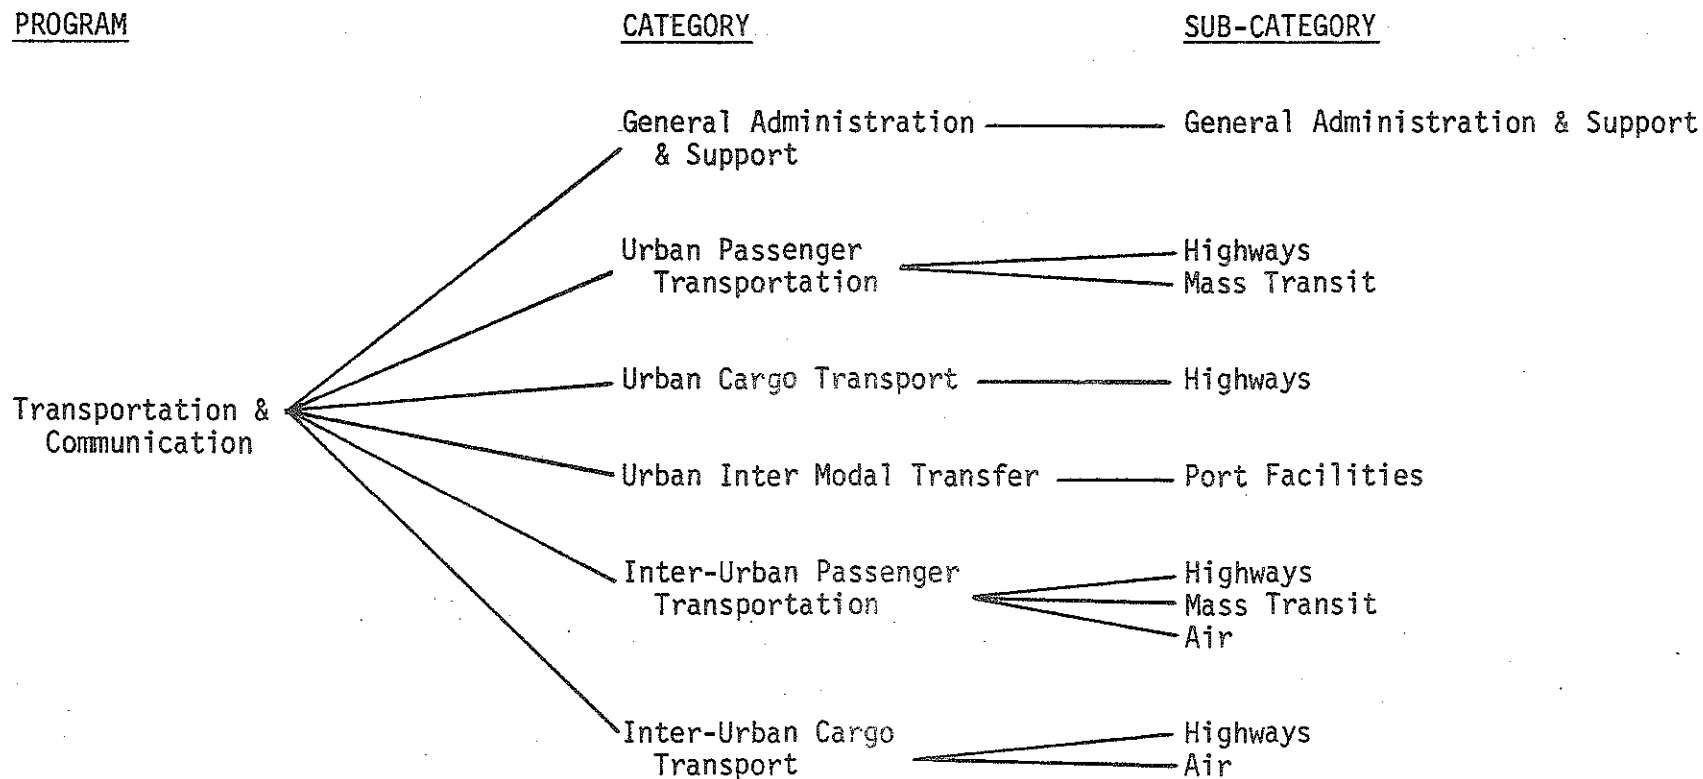 PROGRAM CATEGORY SUB-CATEGORY
General Administration General Administration & Support
& Support
Urban Passenger Highways
Transportation Mass Transit
Urban Cargo Transport Highways
Transportation &
Communication
Urban Inter Modal Transfer Port Facilities
Inter-Urban Passenger Highways
Transportation Mass Transit
Air
Inter-Urban Cargo Highways
Transport Air